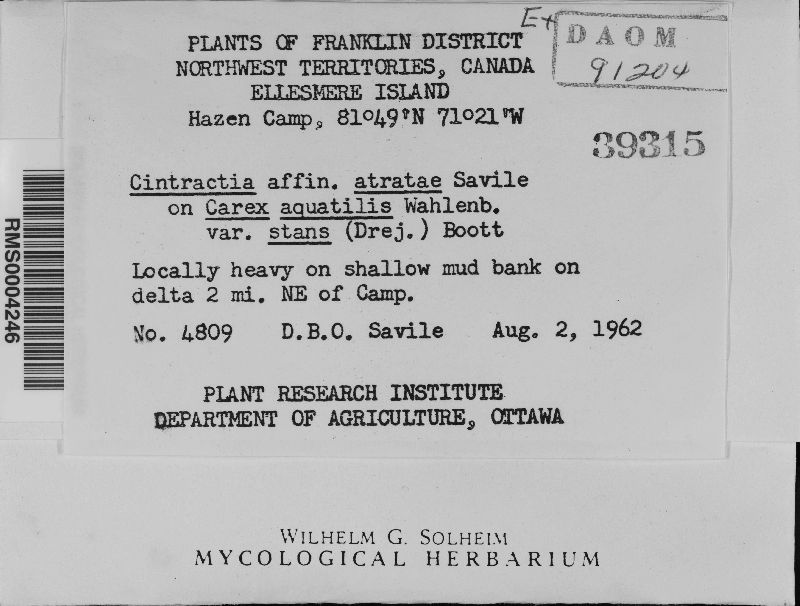 Ex
DAOM
91204
PLANTS OF FRANKLIN DISTRICT
NORTHWEST TERRITORIES, CANADA
ELLESMERE ISLAND
Hazen Camp, 81°49'N 71°21'W
39315
Cintractia affin. atratae Savile
on Carex aquatilis Wahlenb.
var. stans (Drej.) Boott
Locally heavy on shallow mud bank on
delta 2 mi. NE of Camp.
No. 4809 D.B.O. Savile Aug. 2, 1962
PLANT RESEARCH INSTITUTE
DEPARTMENT OF AGRICULTURE, OTTAWA
RMS0004246
WILHELM G. SOLHEIM
MYCOLOGICAL HERBARIUM